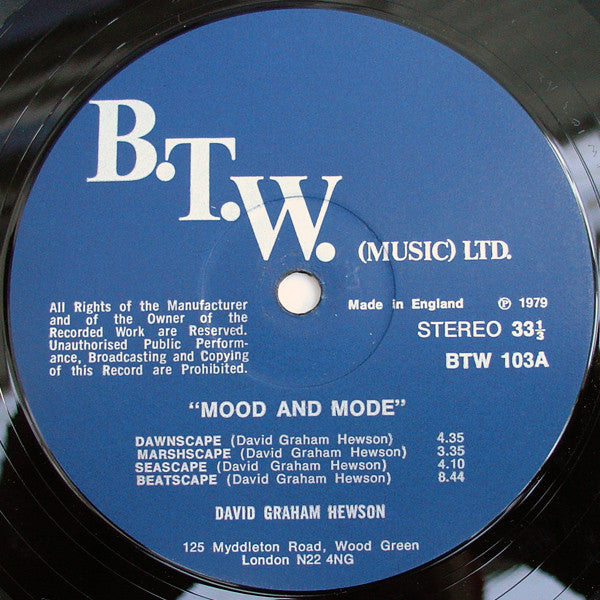 B.T.W. (MUSIC) LTD.
All Rights of the Manufacturer
and of the Owner of the
Recorded Work are Reserved.
Unauthorised Public Perform-
ance, Broadcasting and Copying
of this Record are Prohibited.
Made in England ℗ 1979
STEREO 33⅓
BTW 103A
"MOOD AND MODE"
DAWNSCAPE (David Graham Hewson) 4.35
MARSHSCAPE (David Graham Hewson) 3.35
SEASCAPE (David Graham Hewson) 4.10
BEATSCAPE (David Graham Hewson) 8.44
DAVID GRAHAM HEWSON
125 Myddleton Road, Wood Green
London N22 4NG